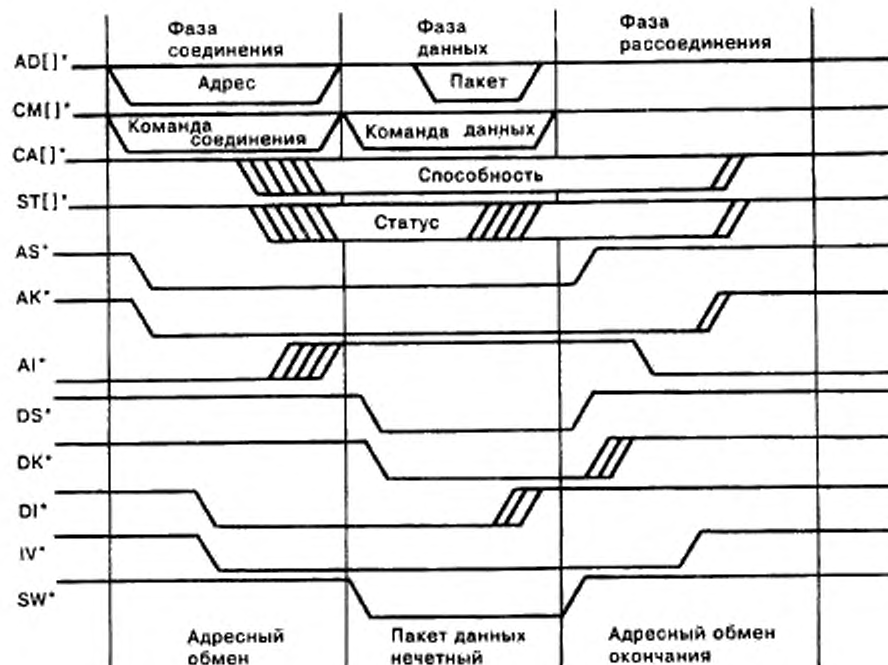 Фаза
соединения
Фаза
данных
Фаза
рассоединения
AD[]*
Адрес
Пакет
CM[]*
Команда
соединения
Команда данных
CA[]*
Способность
ST[]*
Статус
AS*
AK*
AI*
DS*
DK*
DI*
IV*
SW*
Адресный
обмен
Пакет данных
нечетный
Адресный обмен
окончания